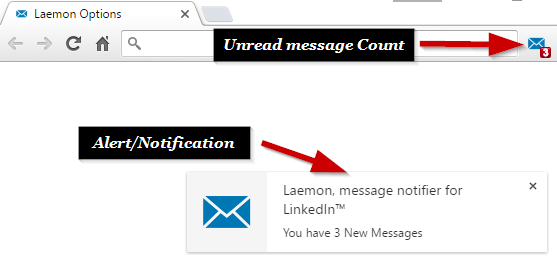 Laemon Options
Unread message Count
3
Alert/Notification
Laemon, message notifier for
LinkedIn™
You have 3 New Messages